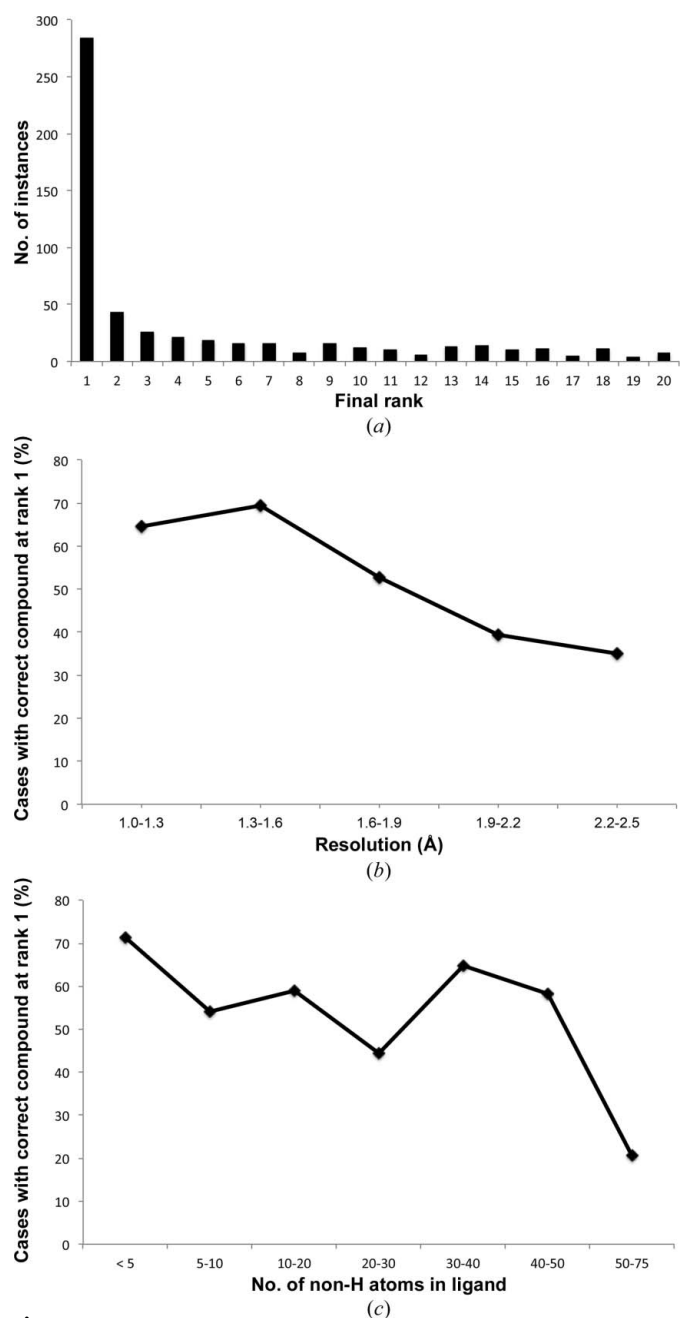 No. of instances
300
250
200
150
100
50
0
1 2 3 4 5 6 7 8 9 10 11 12 13 14 15 16 17 18 19 20
Final rank
(a)
Cases with correct compound at rank 1 (%)
80
70
60
50
40
30
20
10
0
1.0-1.3 1.3-1.6 1.6-1.9 1.9-2.2 2.2-2.5
Resolution (Å)
(b)
Cases with correct compound at rank 1 (%)
80
70
60
50
40
30
20
10
0
< 5 5-10 10-20 20-30 30-40 40-50 50-75
No. of non-H atoms in ligand
(c)